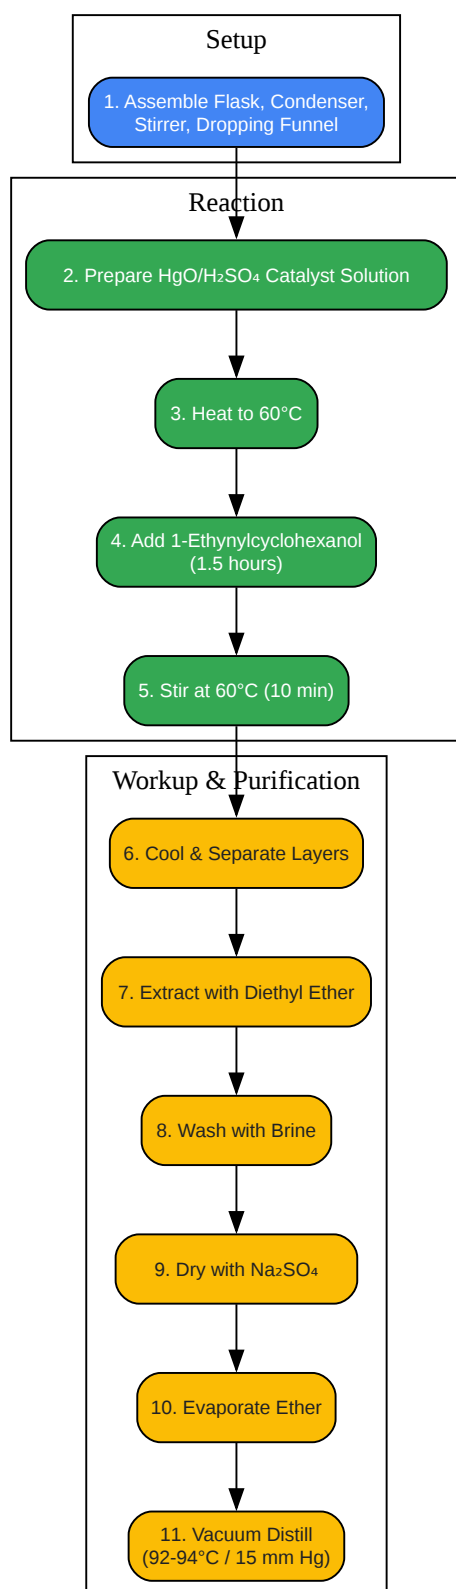 Setup
1. Assemble Flask, Condenser,
Stirrer, Dropping Funnel
Reaction
2. Prepare HgO/H₂SO₄ Catalyst Solution
3. Heat to 60°C
4. Add 1-Ethynylcyclohexanol
(1.5 hours)
5. Stir at 60°C (10 min)
Workup & Purification
6. Cool & Separate Layers
7. Extract with Diethyl Ether
8. Wash with Brine
9. Dry with Na₂SO₄
10. Evaporate Ether
11. Vacuum Distill
(92-94°C / 15 mm Hg)